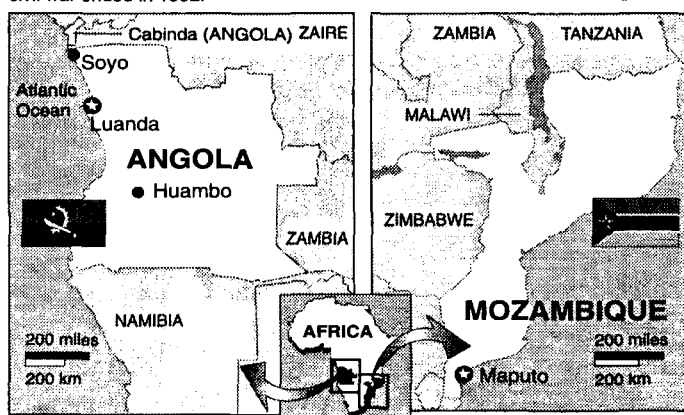 Cabinda (ANGOLA) ZAIRE
Soyo
Atlantic
Ocean
Luanda
ANGOLA
Huambo
ZAMBIA
NAMIBIA
200 miles
200 km
AFRICA
ZAMBIA
TANZANIA
MALAWI
ZIMBABWE
MOZAMBIQUE
200 miles
200 km
Maputo